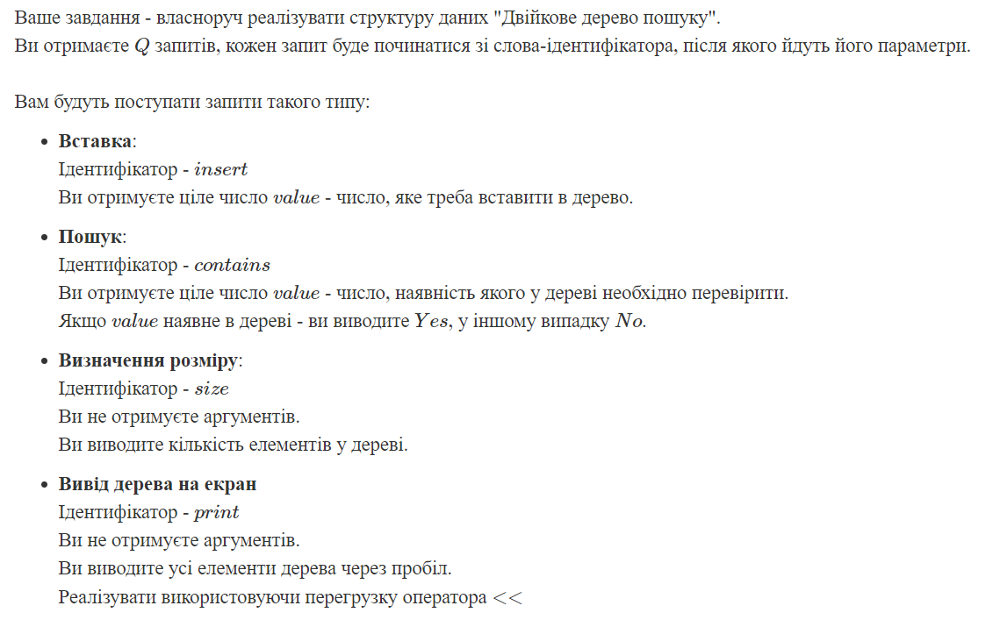 Ваше завдання - власноруч реалізувати структуру даних "Двійкове дерево пошуку".
Ви отримаєте Q запитів, кожен запит буде починатися зі слова-ідентифікатора, після якого йдуть його параметри.
Вам будуть поступати запити такого типу:
• Вставка:
Ідентифікатор - insert
Ви отримуєте ціле число value - число, яке треба вставити в дерево.
• Пошук:
Ідентифікатор - contains
Ви отримуєте ціле число value - число, наявність якого у дереві необхідно перевірити.
Якщо value наявне в дереві - ви виводите Yes, у іншому випадку No.
• Визначення розміру:
Ідентифікатор - size
Ви не отримуєте аргументів.
Ви виводите кількість елементів у дереві.
• Вивід дерева на екран
Ідентифікатор - print
Ви не отримуєте аргументів.
Ви виводите усі елементи дерева через пробіл.
Реалізувати використовуючи перегрузку оператора <<